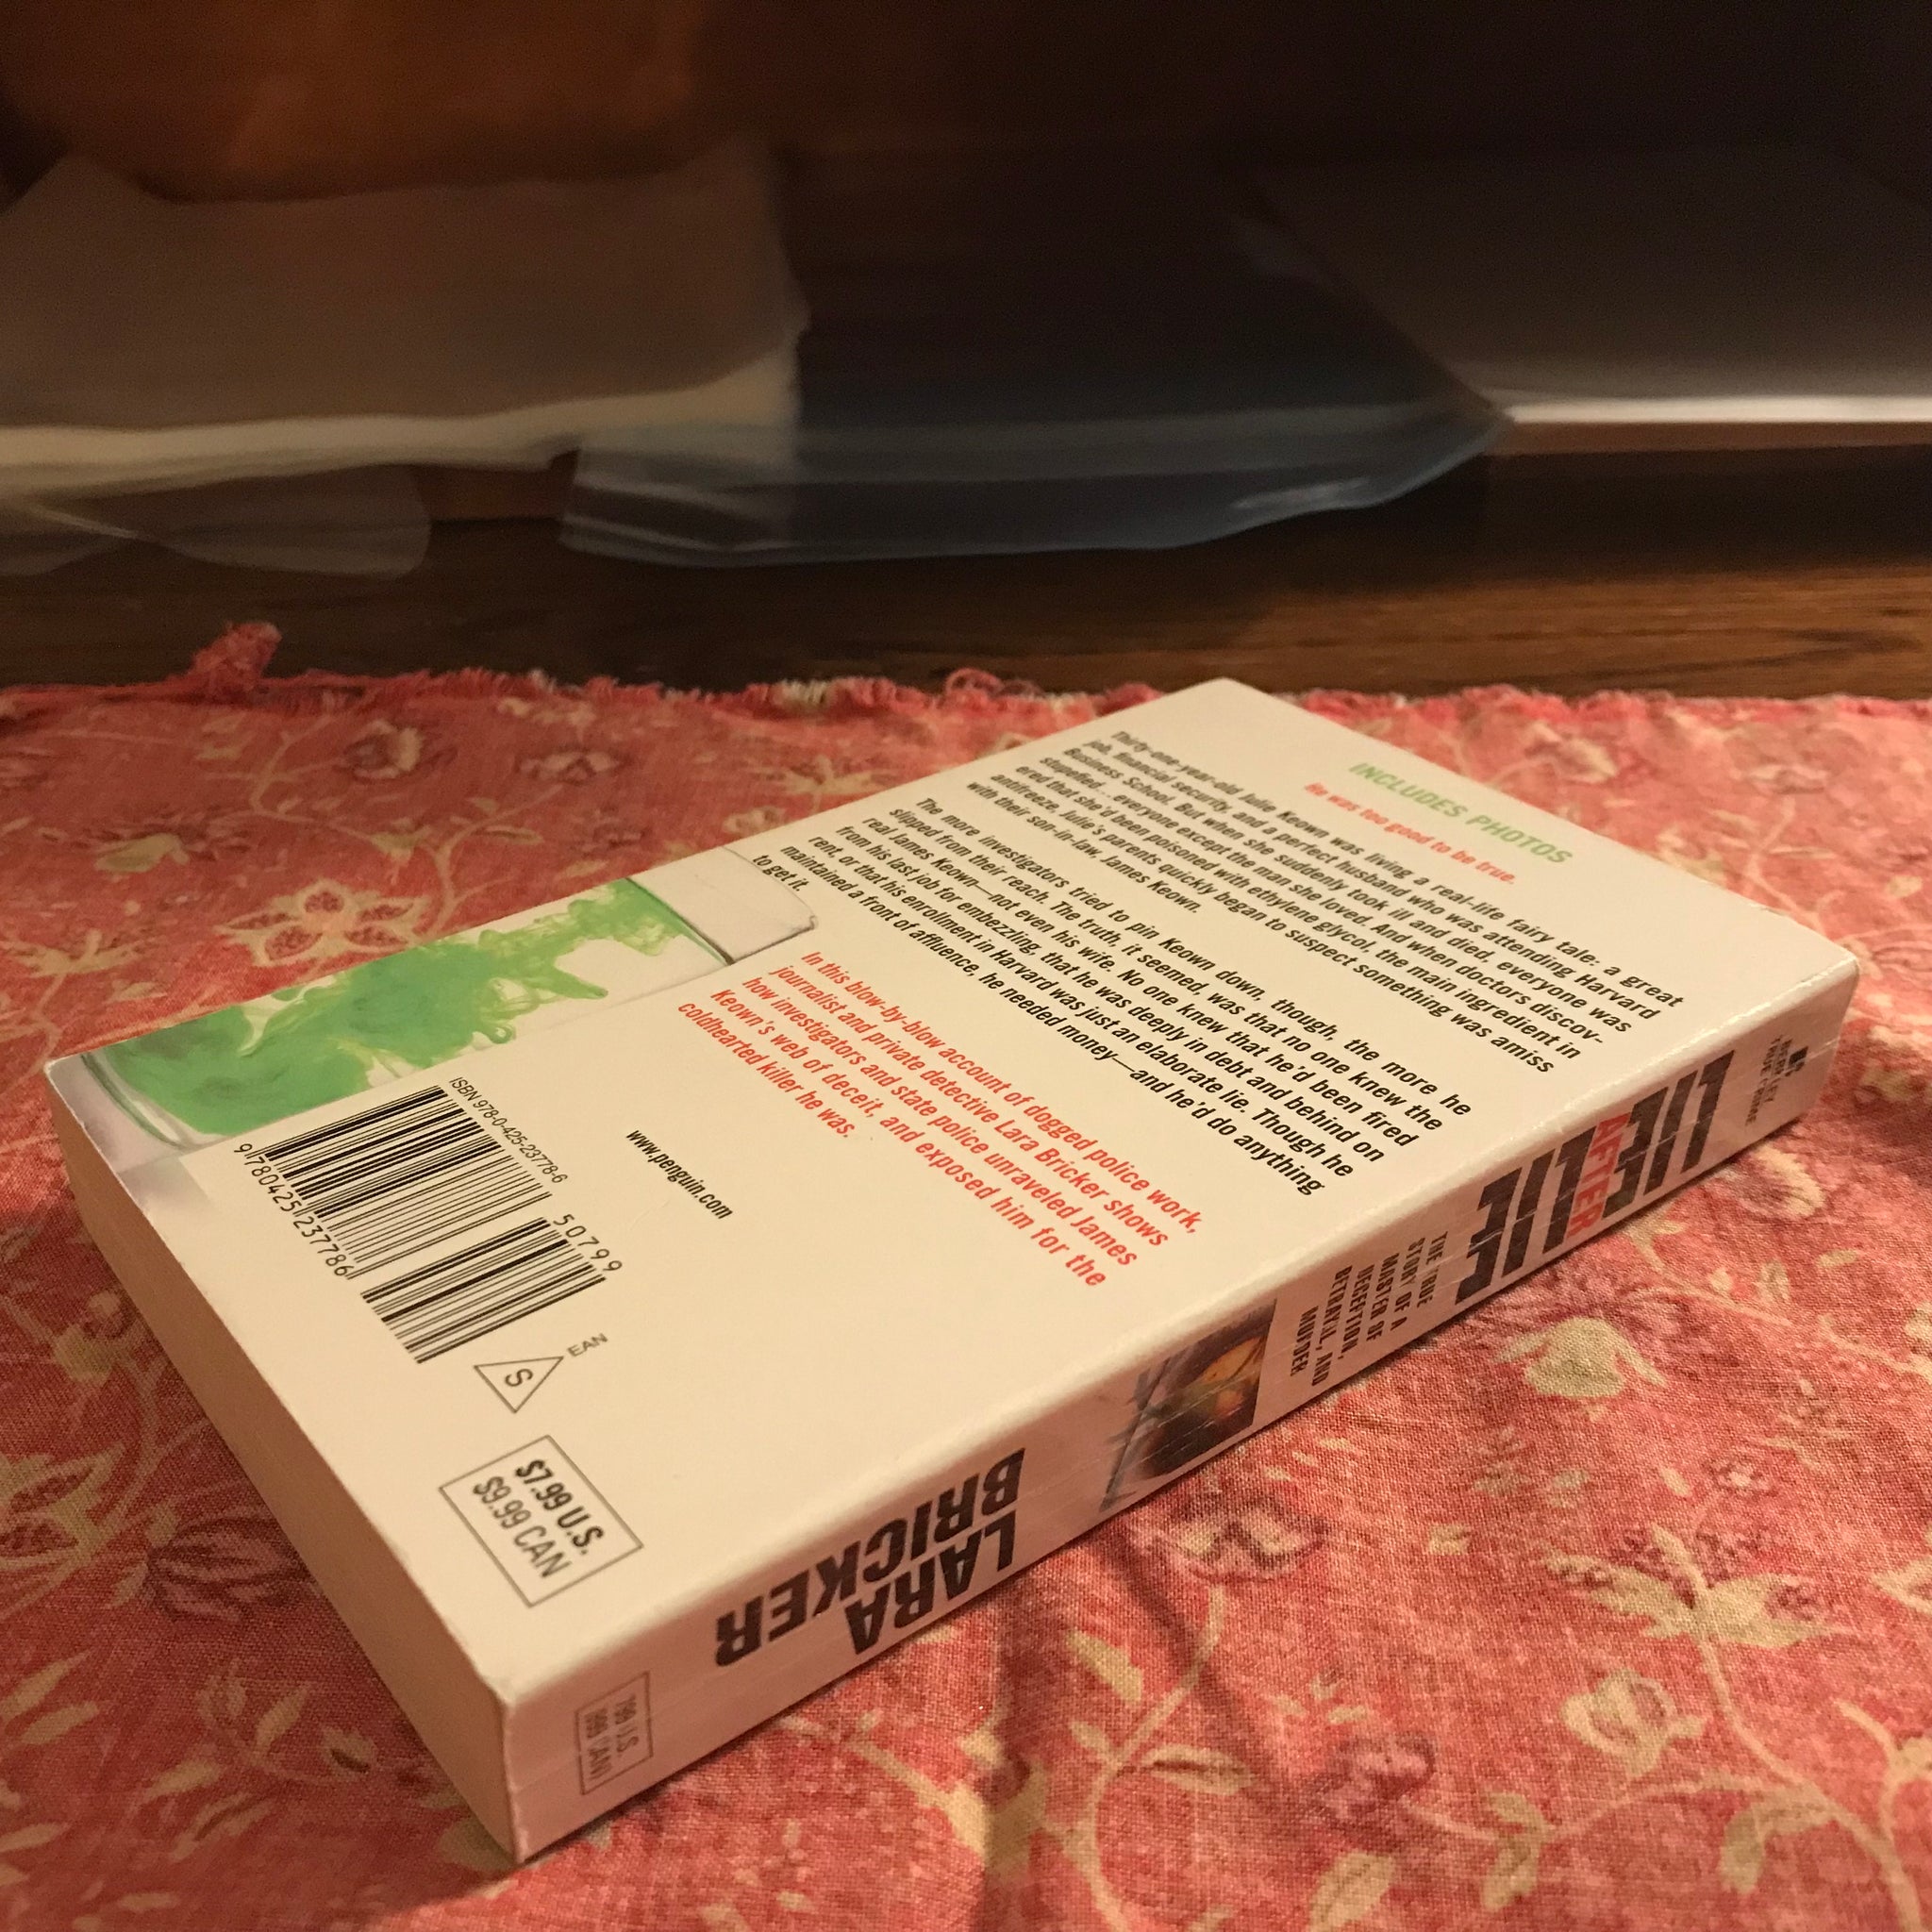 INCLUDES PHOTOS
He was too good to be true.
Thirty-one-year-old Julie Keown was living a real-life fairy tale: a great
job, financial security, and a perfect husband who was attending Harvard
Business School. But when she suddenly took ill and died, everyone was
stupefied...everyone except the man she loved. And when doctors discov-
ered that she'd been poisoned with ethylene glycol, the main ingredient in
antifreeze, Julie's parents quickly began to suspect something was amiss
with their son-in-law, James Keown.
The more investigators tried to pin Keown down, though, the more he
slipped from their reach. The truth, it seemed, was that no one knew the
real James Keown—not even his wife. No one knew that he'd been fired
from his last job for embezzling, that he was deeply in debt and behind on
rent, or that his enrollment in Harvard was just an elaborate lie. Though he
maintained a front of affluence, he needed money—and he'd do anything
to get it.
In this blow-by-blow account of dogged police work,
journalist and private detective Lara Bricker shows
how investigators and state police unraveled James
Keown's web of deceit, and exposed him for the
coldhearted killer he was.
www.penguin.com
ISBN 978-0-425-23778-6
9780425237786
50799
EAN
S
$7.99 U.S.
$9.99 CAN
TRUE CRIME
LIE
AFTER
LIE
THE TRUE
STORY OF A
MASTER OF
DECEPTION,
BETRAYAL, AND
MURDER
LARA
BRICKER